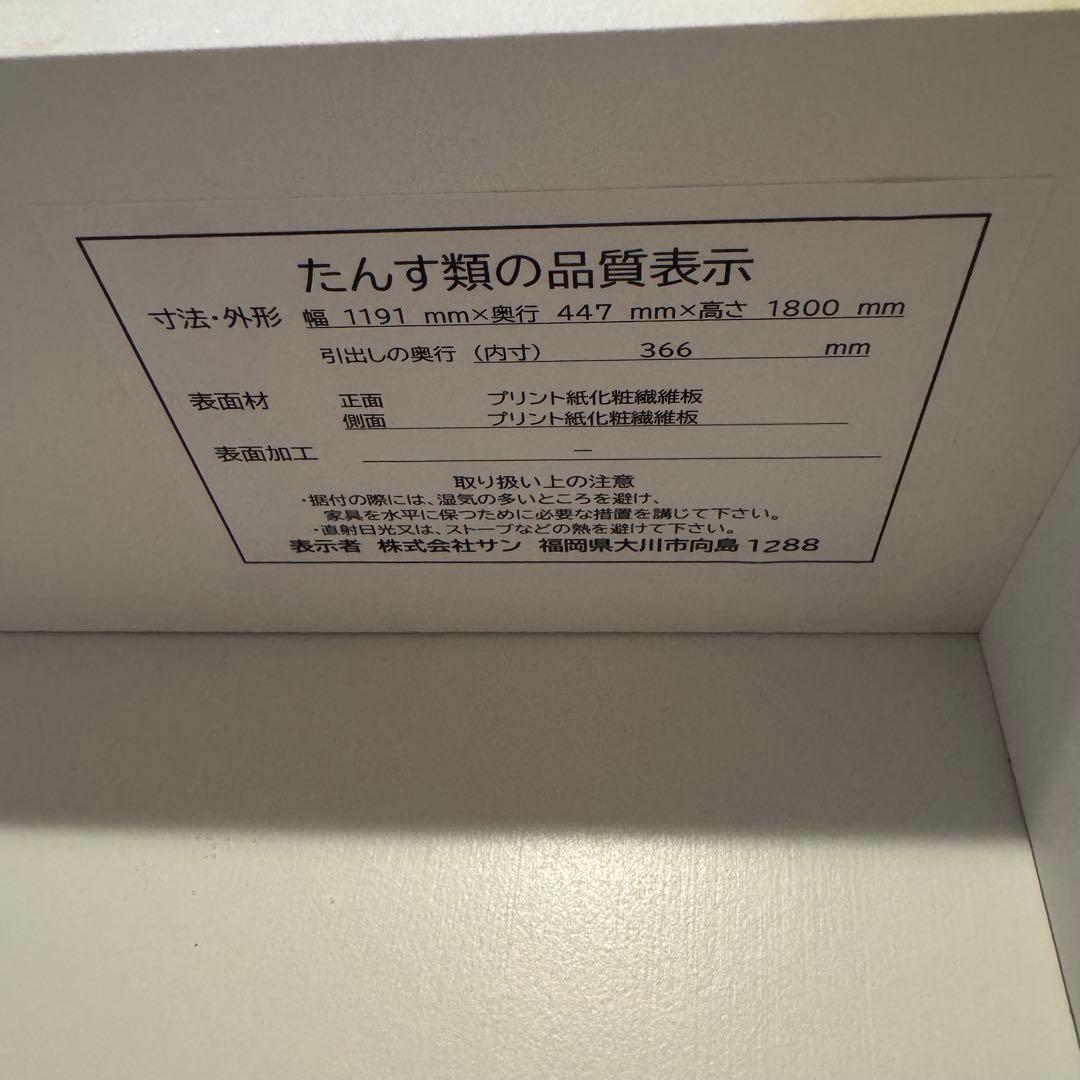 たんす類の品質表示
寸法・外形 幅 1191 mm×奥行 447 mm×高さ 1800 mm
引出しの奥行 (内寸) 366 mm
表面材 正面 プリント紙化粧繊維板
側面 プリント紙化粧繊維板
表面加工 ―
取り扱い上の注意
・据付の際には、湿気の多いところを避け、
家具を水平に保つために必要な措置を講じて下さい。
・直射日光又は、ストーブなどの熱を避けて下さい。
表示者 株式会社サン 福岡県大川市向島1288